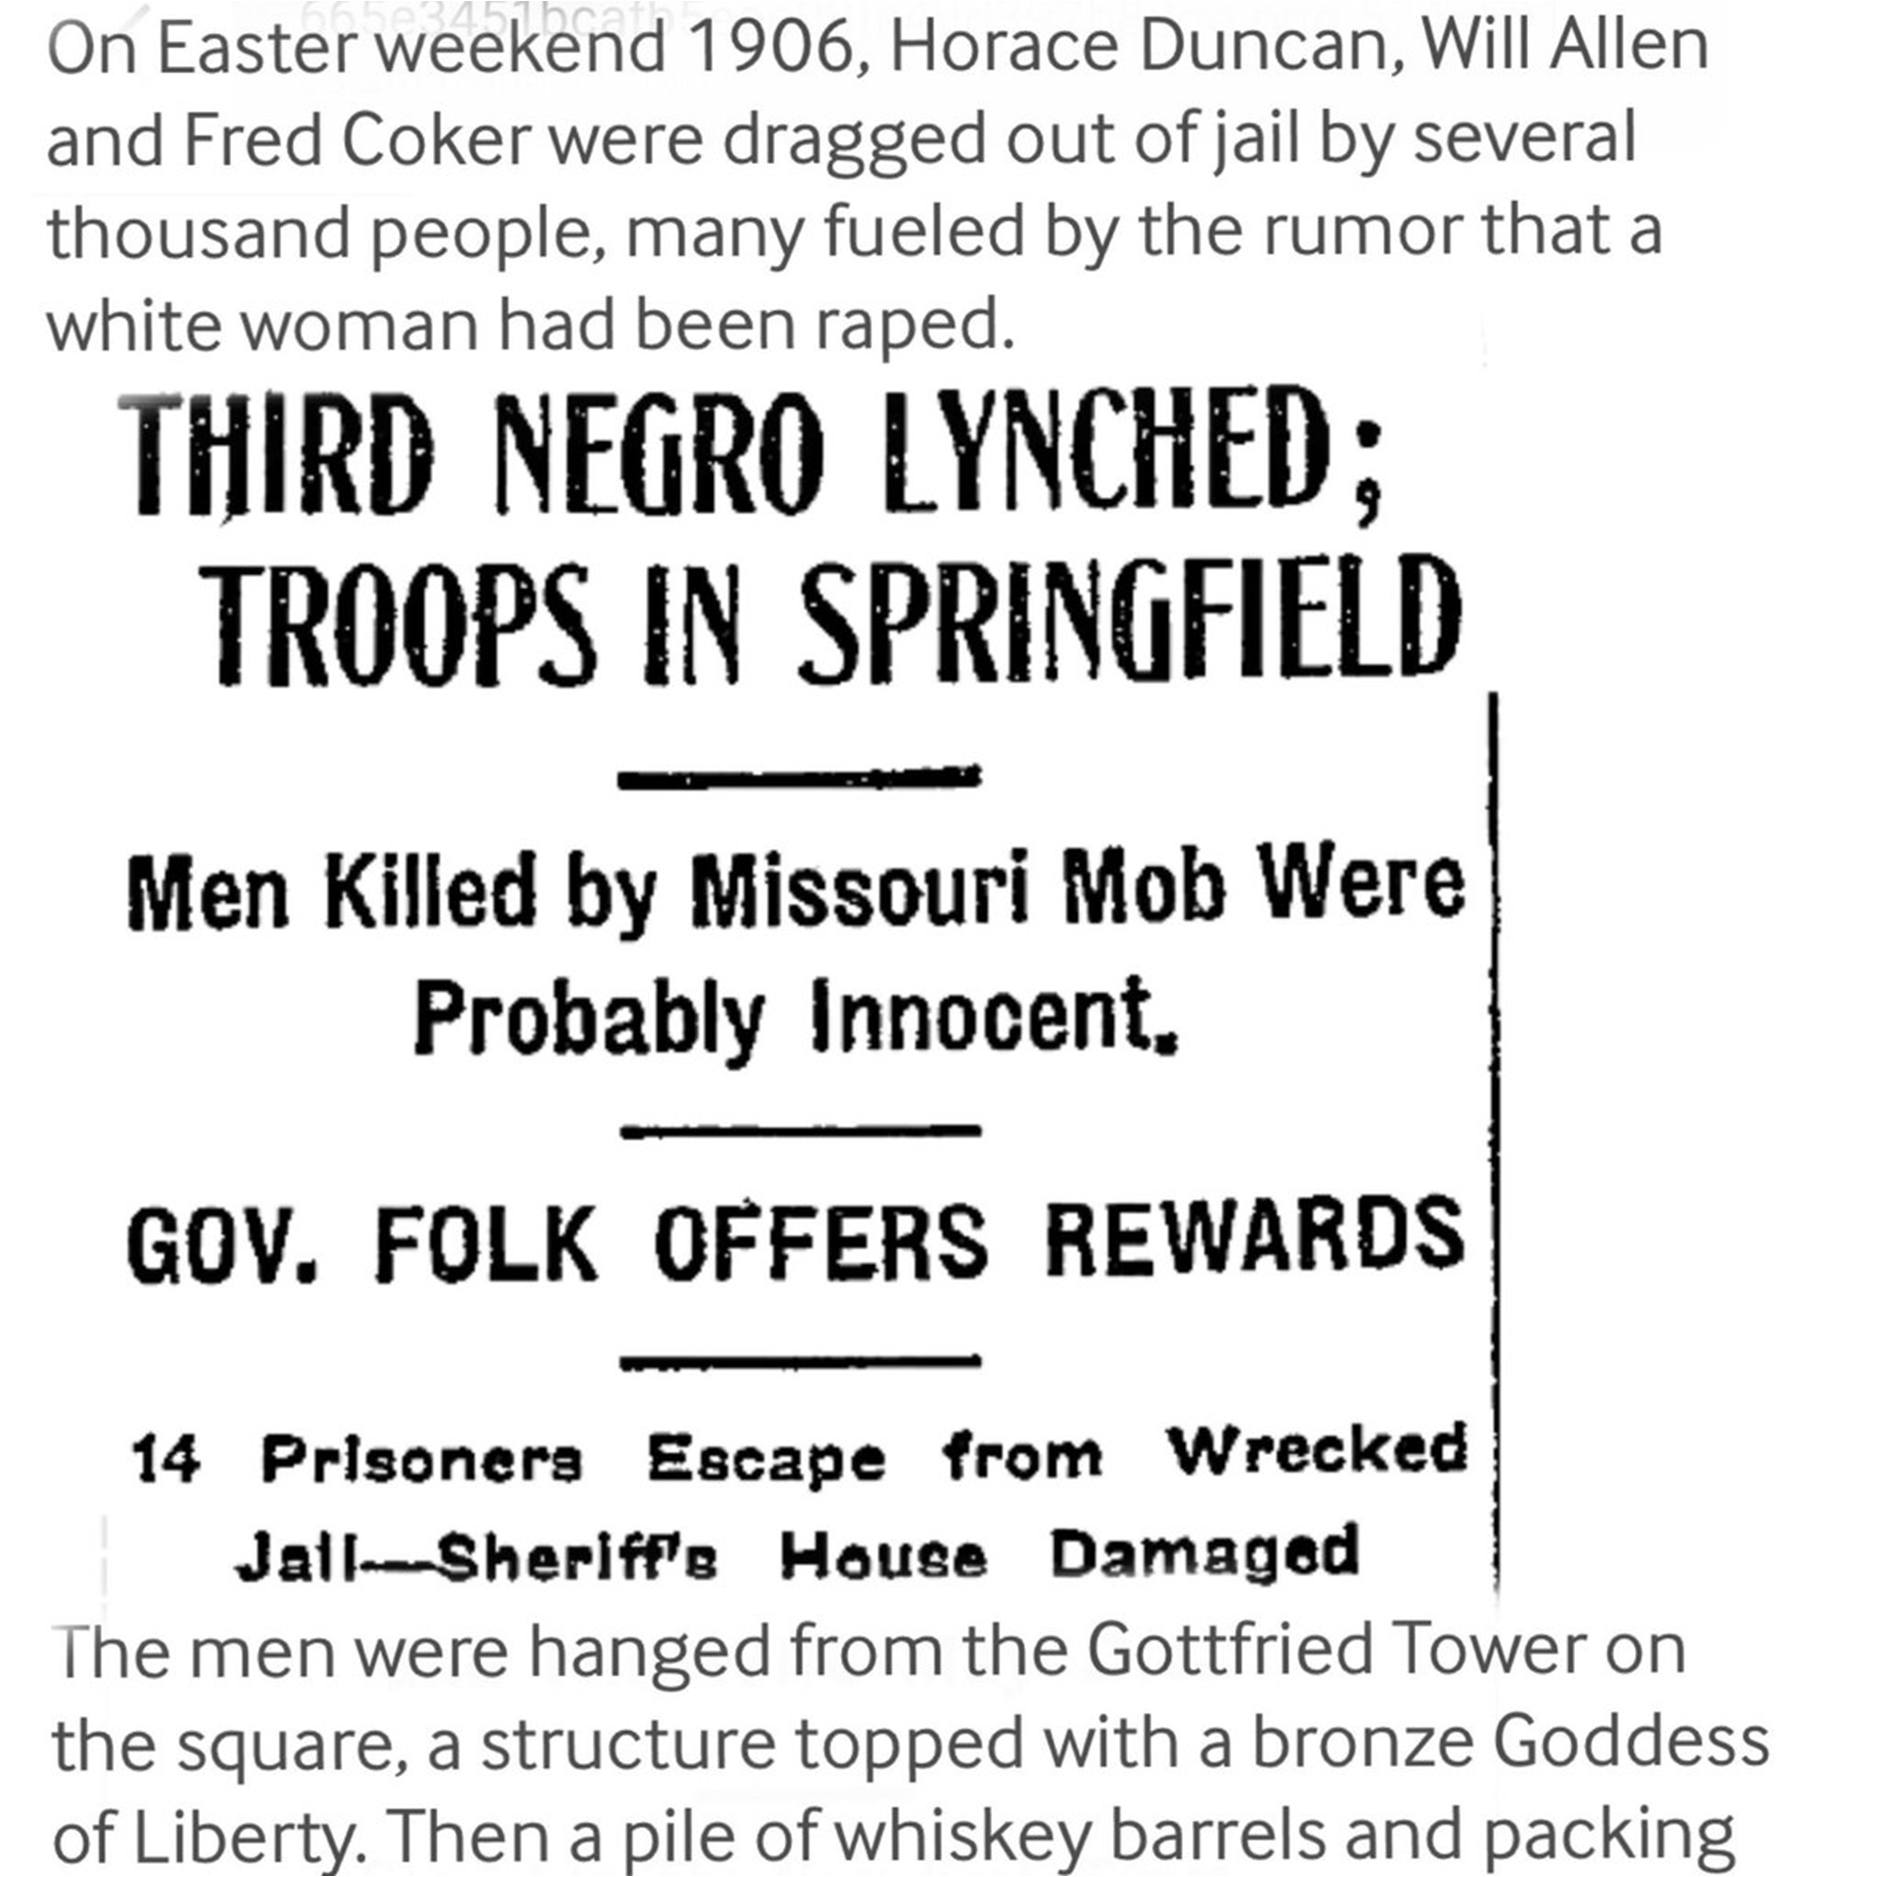 On Easter weekend 1906, Horace Duncan, Will Allen
and Fred Coker were dragged out of jail by several
thousand people, many fueled by the rumor that a
white woman had been raped.
THIRD NEGRO LYNCHED;
TROOPS IN SPRINGFIELD
Men Killed by Missouri Mob Were
Probably Innocent.
GOV. FOLK OFFERS REWARDS
14 Prisoners Escape from Wrecked
Jail—Sheriff's House Damaged
The men were hanged from the Gottfried Tower on
the square, a structure topped with a bronze Goddess
of Liberty. Then a pile of whiskey barrels and packing